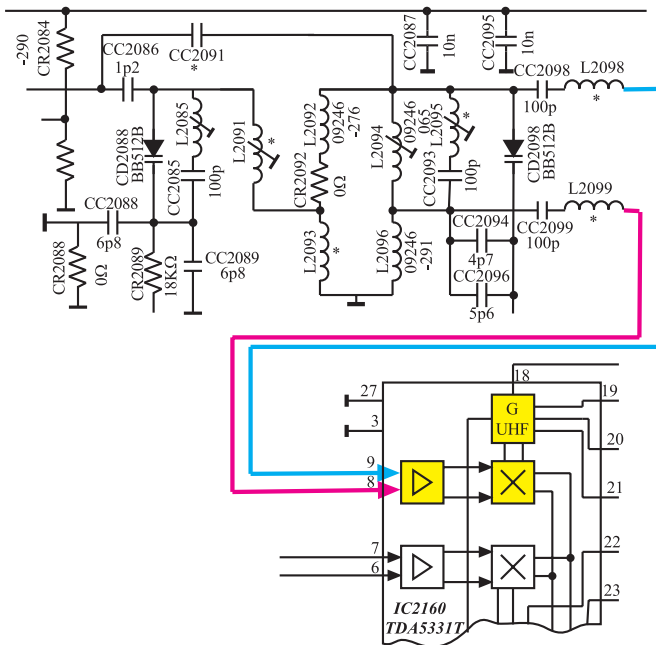 -290
CR2084
CC2086
1p2
CC2091
*
CC2087
10n
CC2095
10n
CC2098
100p
L2098
*
CD2088
BB512B
L2085
CC2085
100p
L2091
*
L2092
09246
-276
CR2092
0Ω
L2094
09246
065
L2095
*
CC2093
100p
CD2098
BB512B
L2099
*
CC2099
100p
CC2088
6p8
CR2088
0Ω
CR2089
18KΩ
CC2089
6p8
L2093
*
L2096
09246
-291
CC2094
4p7
CC2096
5p6
18
27
3
G
UHF
19
20
21
9
8
7
6
22
23
IC2160
TDA5331T